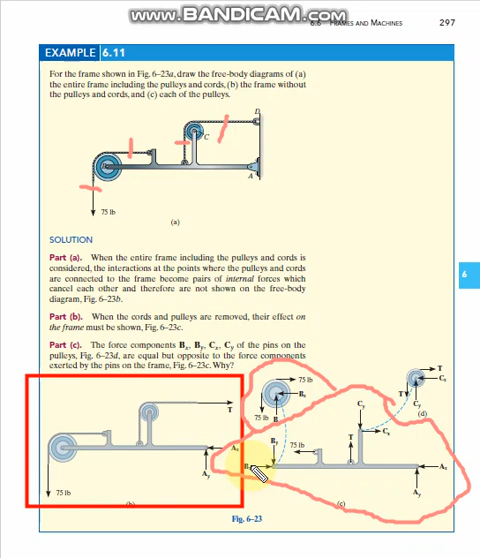 www.BANDICAM.com
6.6 FRAMES AND MACHINES 297
EXAMPLE 6.11
For the frame shown in Fig. 6–23a, draw the free-body diagrams of (a)
the entire frame including the pulleys and cords, (b) the frame without
the pulleys and cords, and (c) each of the pulleys.
D
C
A
75 lb
(a)
SOLUTION
Part (a). When the entire frame including the pulleys and cords is
considered, the interactions at the points where the pulleys and cords
are connected to the frame become pairs of internal forces which
cancel each other and therefore are not shown on the free-body
diagram, Fig. 6–23b.
6
Part (b). When the cords and pulleys are removed, their effect on
the frame must be shown, Fig. 6–23c.
Part (c). The force components Bx, By, Cx, Cy of the pins on the
pulleys, Fig. 6–23d, are equal but opposite to the force components
exerted by the pins on the frame, Fig. 6–23c. Why?
T
75 lb
Cx
Bx
T
Cy
75 lb
B
(d)
T
Cy
Cx
By
75 lb
T
Ax
B
Ax
Ay
75 lb
Ay
(b)
(c)
Fig. 6–23